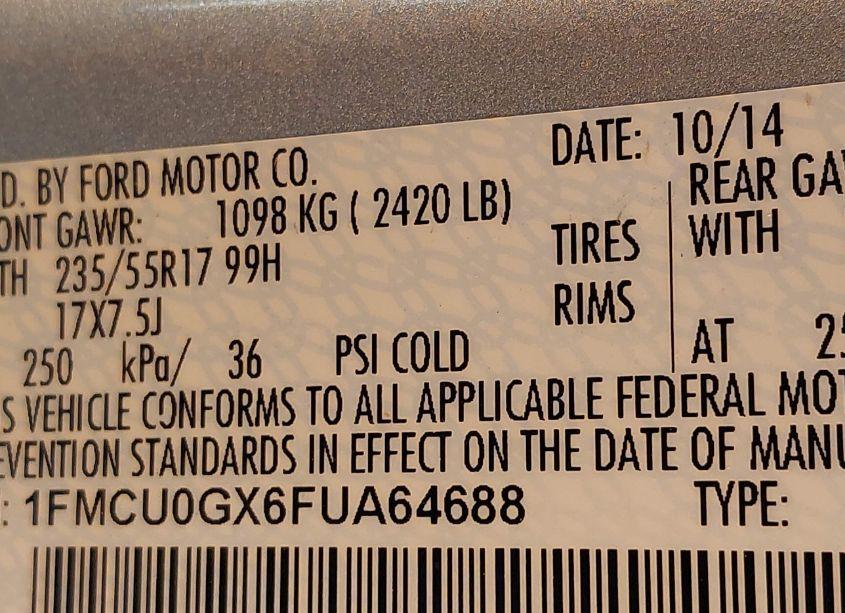 D. BY FORD MOTOR CO. DATE: 10/14
ONT GAWR: 1098 KG ( 2420 LB) REAR GA
TH 235/55R17 99H TIRES WITH
17X7.5J RIMS
250 kPa/ 36 PSI COLD AT 25
S VEHICLE CONFORMS TO ALL APPLICABLE FEDERAL MOT
EVENTION STANDARDS IN EFFECT ON THE DATE OF MANU
: 1FMCU0GX6FUA64688 TYPE: